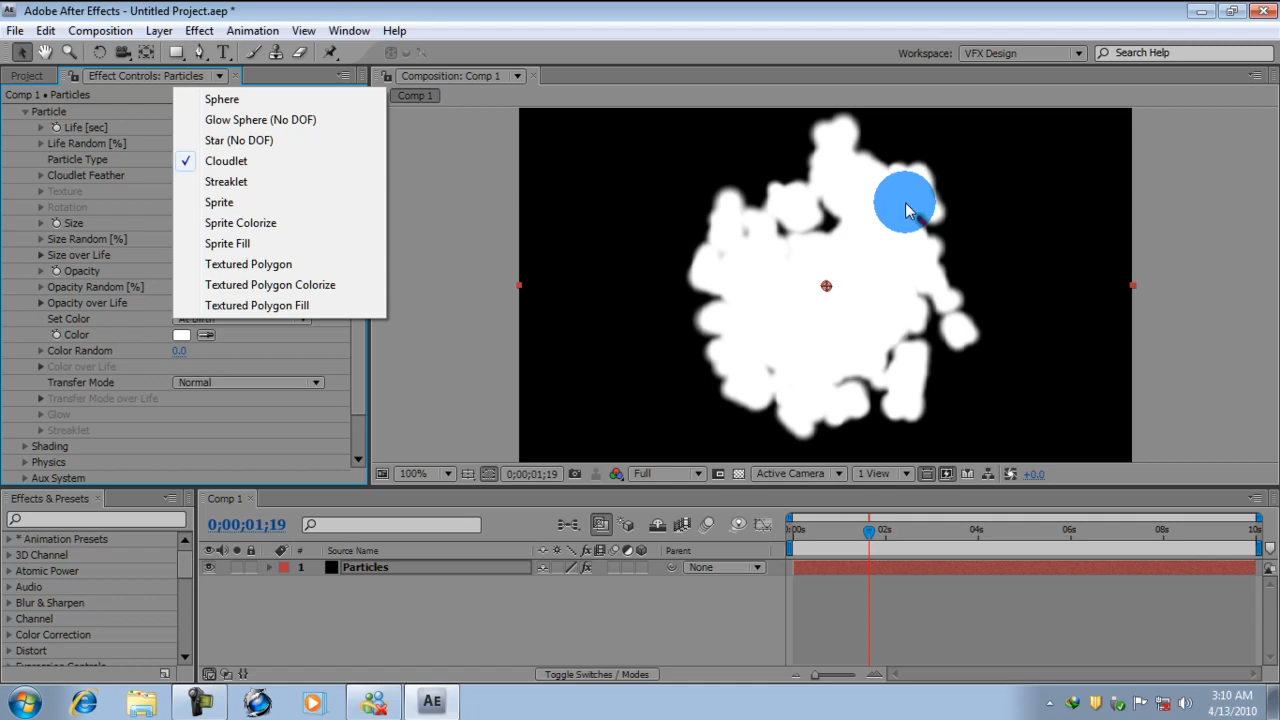 Adobe After Effects - Untitled Project.aep *
File Edit Composition Layer Effect Animation View Window Help
Workspace: VFX Design Search Help
Project Effect Controls: Particles Composition: Comp 1
Comp 1 • Particles
Comp 1
Particle
Life [sec]
Life Random [%]
Particle Type
Cloudlet Feather
Texture
Rotation
Size
Size Random [%]
Size over Life
Opacity
Opacity Random [%]
Opacity over Life
Set Color At Birth
Color
Color Random 0.0
Color over Life
Transfer Mode Normal
Transfer Mode over Life
Glow
Streaklet
Shading
Physics
Aux System
Sphere
Glow Sphere (No DOF)
Star (No DOF)
Cloudlet
Streaklet
Sprite
Sprite Colorize
Sprite Fill
Textured Polygon
Textured Polygon Colorize
Textured Polygon Fill
100% 0;00;01;19 Full Active Camera 1 View +0.0
Effects & Presets
* Animation Presets
3D Channel
Atomic Power
Audio
Blur & Sharpen
Channel
Color Correction
Distort
Expression Controls
Comp 1
0;00;01;19
# Source Name Parent
1 Particles None
0:00s 02s 04s 06s 08s 10s
Toggle Switches / Modes
3:10 AM
4/13/2010